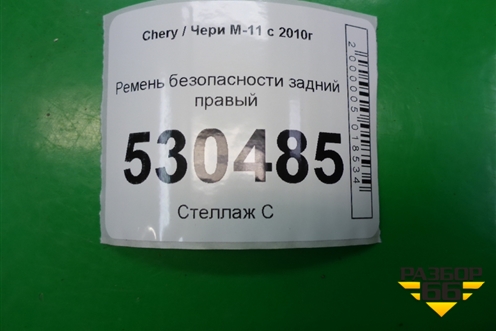 Chery / Чери М-11 с 2010г
Ремень безопасности задний
правый
530485
Стеллаж С
2000005018534
РАЗБОР
66